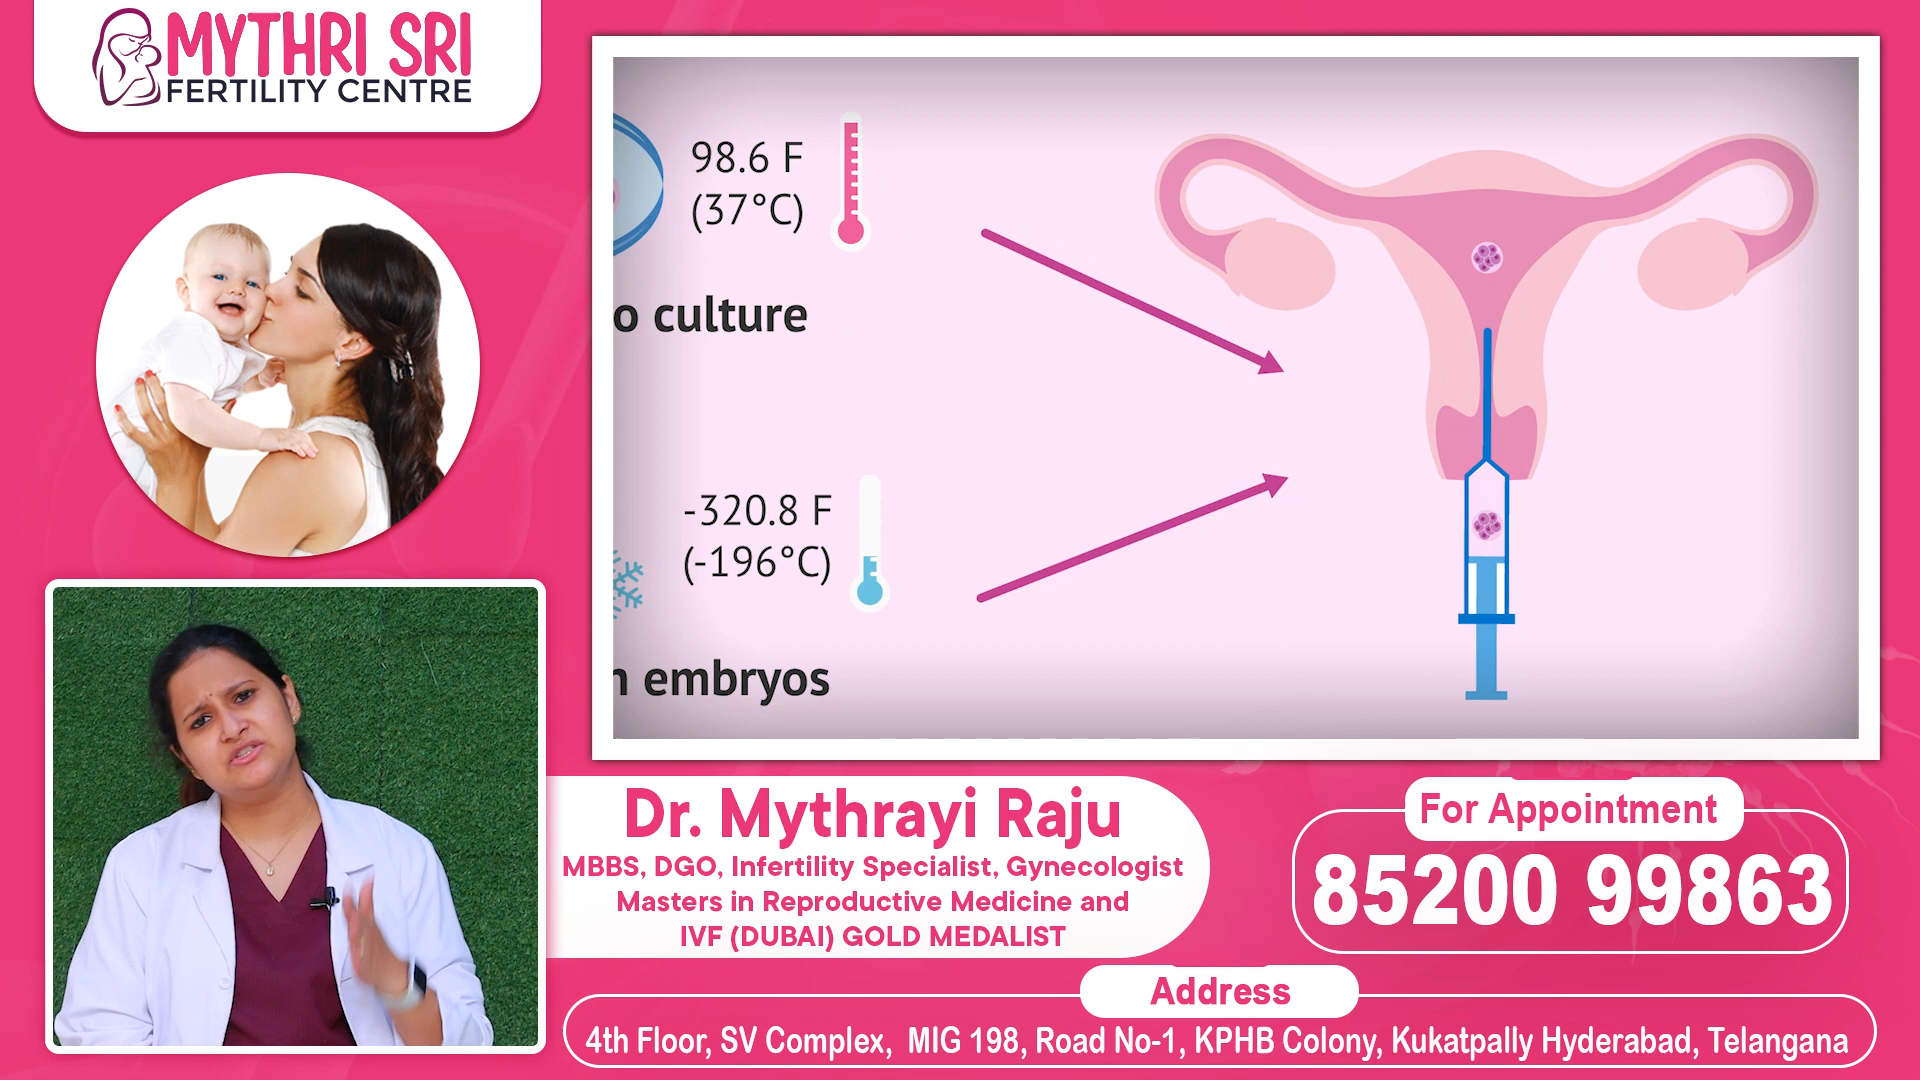 MYTHRI SRI
FERTILITY CENTRE
98.6 F
(37°C)
o culture
-320.8 F
(-196°C)
n embryos
Dr. Mythrayi Raju
MBBS, DGO, Infertility Specialist, Gynecologist
Masters in Reproductive Medicine and
IVF (DUBAI) GOLD MEDALIST
For Appointment
85200 99863
Address
4th Floor, SV Complex, MIG 198, Road No-1, KPHB Colony, Kukatpally Hyderabad, Telangana